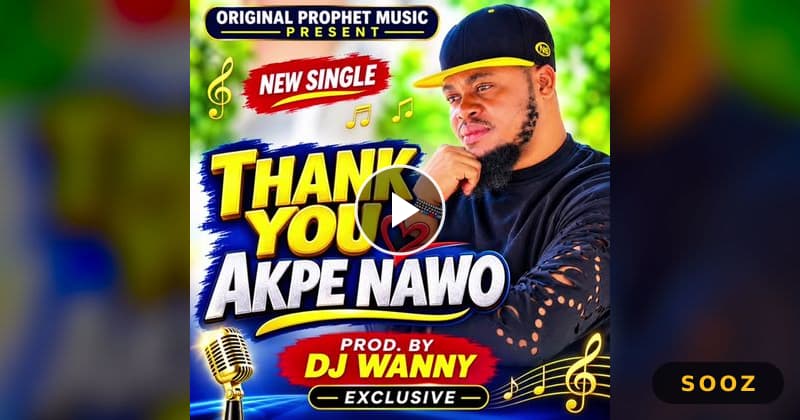 ORIGINAL PROPHET MUSIC
PRESENT
NEW SINGLE
THANK
YOU
AKPE NAWO
PROD. BY
DJ WANNY
EXCLUSIVE
SOOZ